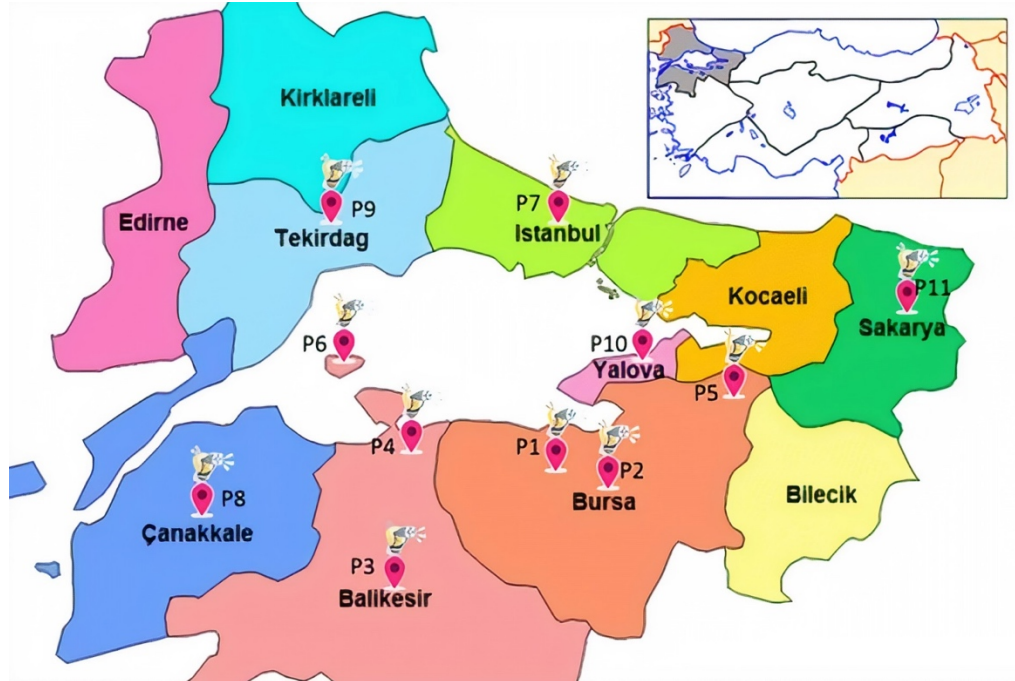 Kirklareli
P9
P7
Edirne
Tekirdag
Istanbul
P11
Kocaeli
Sakarya
P6
P10
Yalova
P5
P4
P1
P2
P8
Bursa
Bilecik
Çanakkale
P3
Balikesir